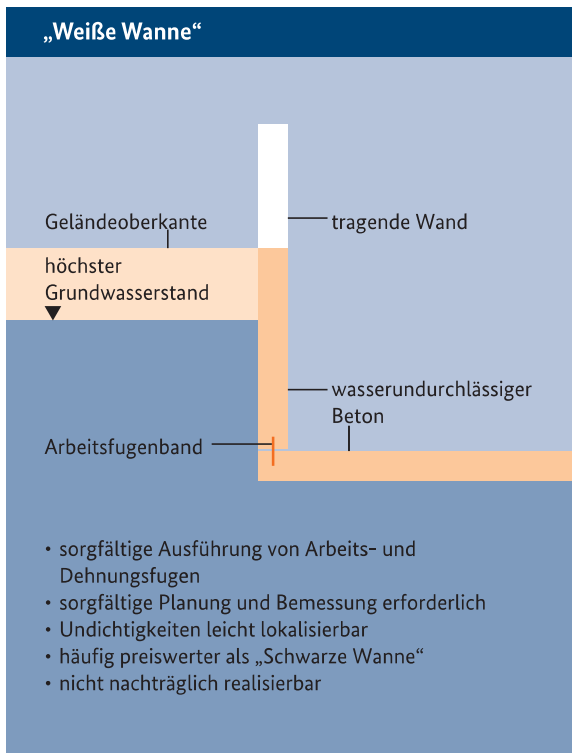 „Weiße Wanne“
Geländeoberkante
tragende Wand
höchster
Grundwasserstand
wasserundurchlässiger
Beton
Arbeitsfugenband
• sorgfältige Ausführung von Arbeits- und
Dehnungsfugen
• sorgfältige Planung und Bemessung erforderlich
• Undichtigkeiten leicht lokalisierbar
• häufig preiswerter als „Schwarze Wanne“
• nicht nachträglich realisierbar